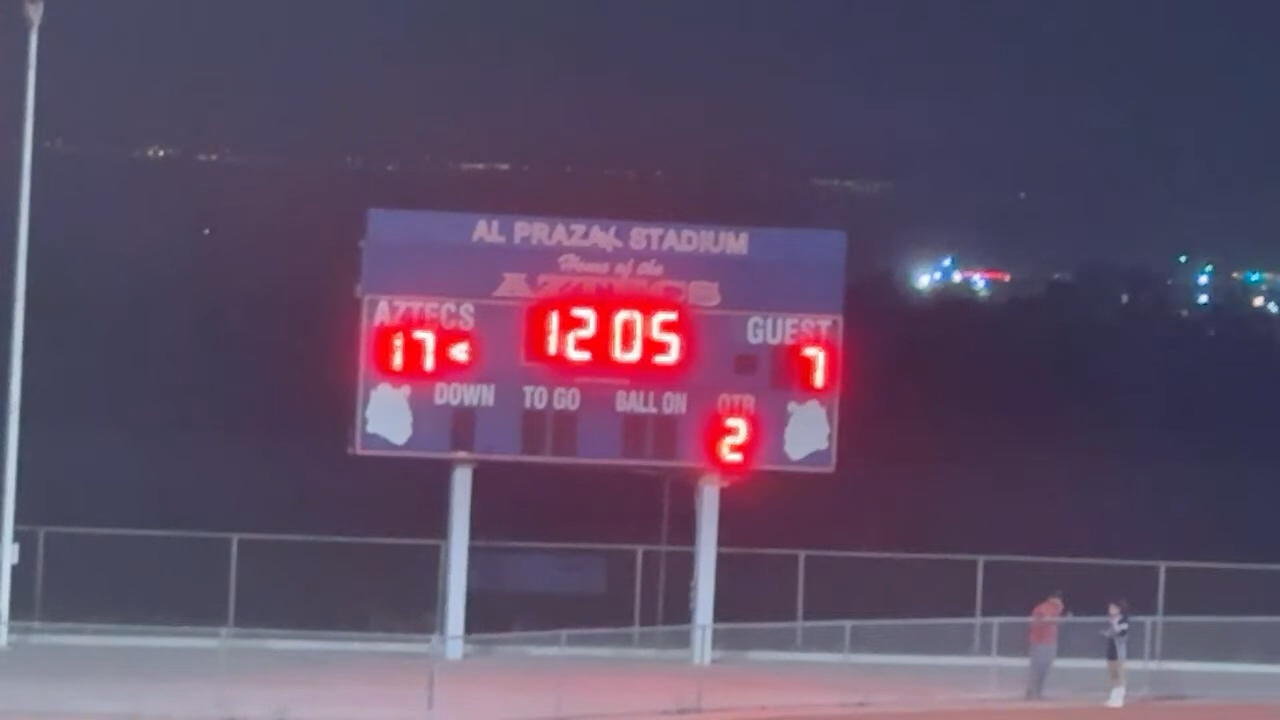 AL PRAZAK STADIUM
Home of the
AZTECS
AZTECS 12 05 GUEST
17 7
DOWN TO GO BALL ON QTR
2